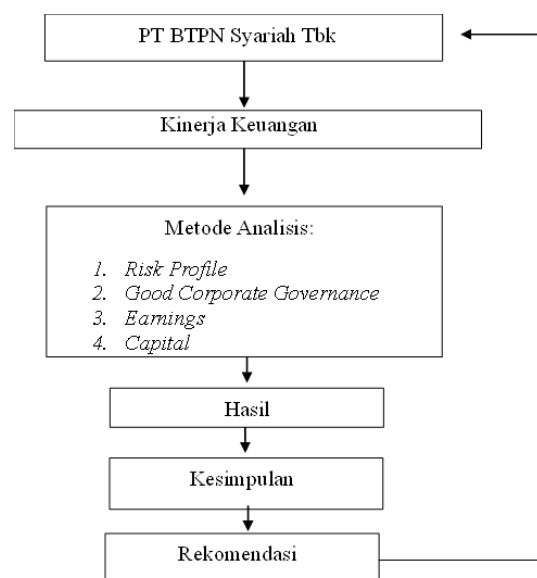 PT BTPN Syariah Tbk
Kinerja Keuangan
Metode Analisis:
1. Risk Profile
2. Good Corporate Governance
3. Earnings
4. Capital
Hasil
Kesimpulan
Rekomendasi